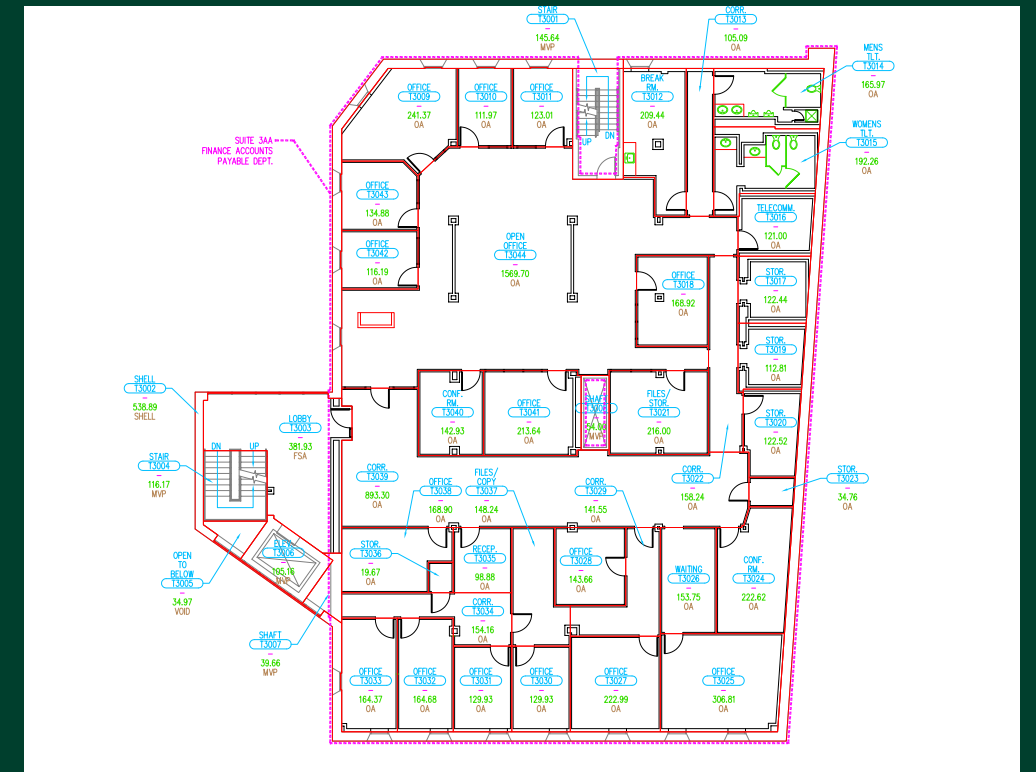 STAIR
T3001
-
145.64
MVP
CORR.
T3013
-
105.09
OA
MENS
TLT.
T3014
-
165.97
OA
OFFICE
T3009
-
241.37
OA
OFFICE
T3010
-
111.97
OA
OFFICE
T3011
-
123.01
OA
UP
DN
BREAK
RM.
T3012
-
209.44
OA
WOMENS
TLT.
T3015
-
192.26
OA
SUITE 3AA
FINANCE ACCOUNTS
PAYABLE DEPT.
OFFICE
T3043
-
134.88
OA
TELECOMM.
T3016
-
121.00
OA
OFFICE
T3042
-
116.19
OA
OPEN
OFFICE
T3044
-
1569.70
OA
OFFICE
T3018
-
168.92
OA
STOR.
T3017
-
122.44
OA
STOR.
T3019
-
112.81
OA
SHELL
T3002
-
538.89
SHELL
LOBBY
T3003
-
381.93
FSA
CONF.
RM.
T3040
-
142.93
OA
OFFICE
T3041
-
213.64
OA
SHAFT
MVP
FILES/
STOR.
T3021
-
216.00
OA
STOR.
T3020
-
122.52
OA
DN
UP
STAIR
T3004
-
116.17
MVP
CORR.
T3039
-
893.30
OA
OFFICE
T3038
-
168.90
OA
FILES/
COPY
T3037
-
148.24
OA
CORR.
T3029
-
141.55
OA
CORR.
T3022
-
158.24
OA
STOR.
T3023
-
34.76
OA
OPEN
TO
BELOW
T3005
-
34.97
VOID
ELEV.
T3006
-
105.16
MVP
STOR.
T3036
-
19.67
OA
RECEP.
T3035
-
98.88
OA
OFFICE
T3028
-
143.66
OA
WAITING
T3026
-
153.75
OA
CONF.
RM.
T3024
-
222.62
OA
CORR.
T3034
-
154.16
OA
SHAFT
T3007
-
39.66
MVP
OFFICE
T3033
-
164.37
OA
OFFICE
T3032
-
164.68
OA
OFFICE
T3031
-
129.93
OA
OFFICE
T3030
-
129.93
OA
OFFICE
T3027
-
222.99
OA
OFFICE
T3025
-
306.81
OA